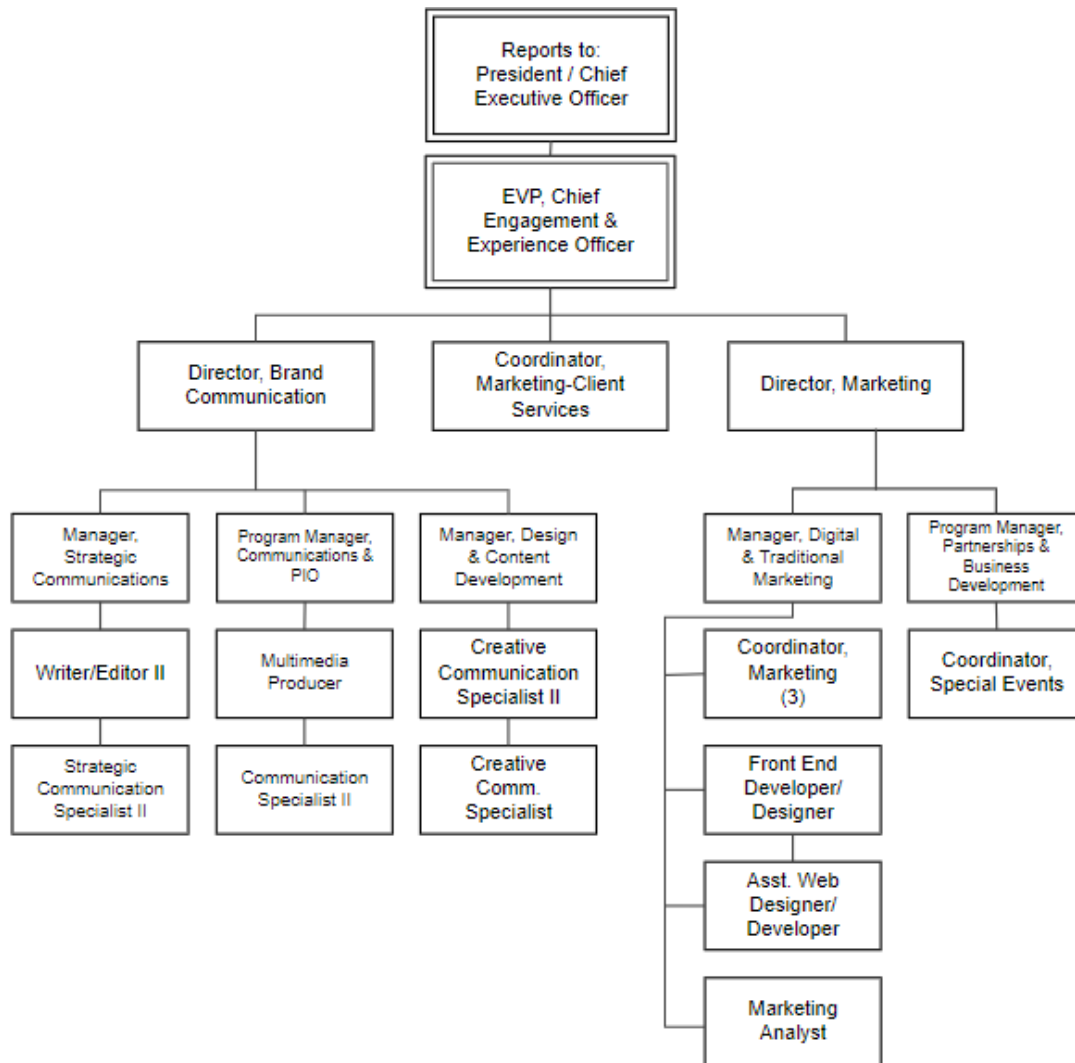 Reports to:
President / Chief
Executive Officer
EVP, Chief
Engagement &
Experience Officer
Director, Brand
Communication
Coordinator,
Marketing-Client
Services
Director, Marketing
Manager,
Strategic
Communications
Program Manager,
Communications &
PIO
Manager, Design
& Content
Development
Manager, Digital
& Traditional
Marketing
Program Manager,
Partnerships &
Business
Development
Writer/Editor II
Multimedia
Producer
Creative
Communication
Specialist II
Coordinator,
Marketing
(3)
Coordinator,
Special Events
Strategic
Communication
Specialist II
Communication
Specialist II
Creative
Comm.
Specialist
Front End
Developer/
Designer
Asst. Web
Designer/
Developer
Marketing
Analyst